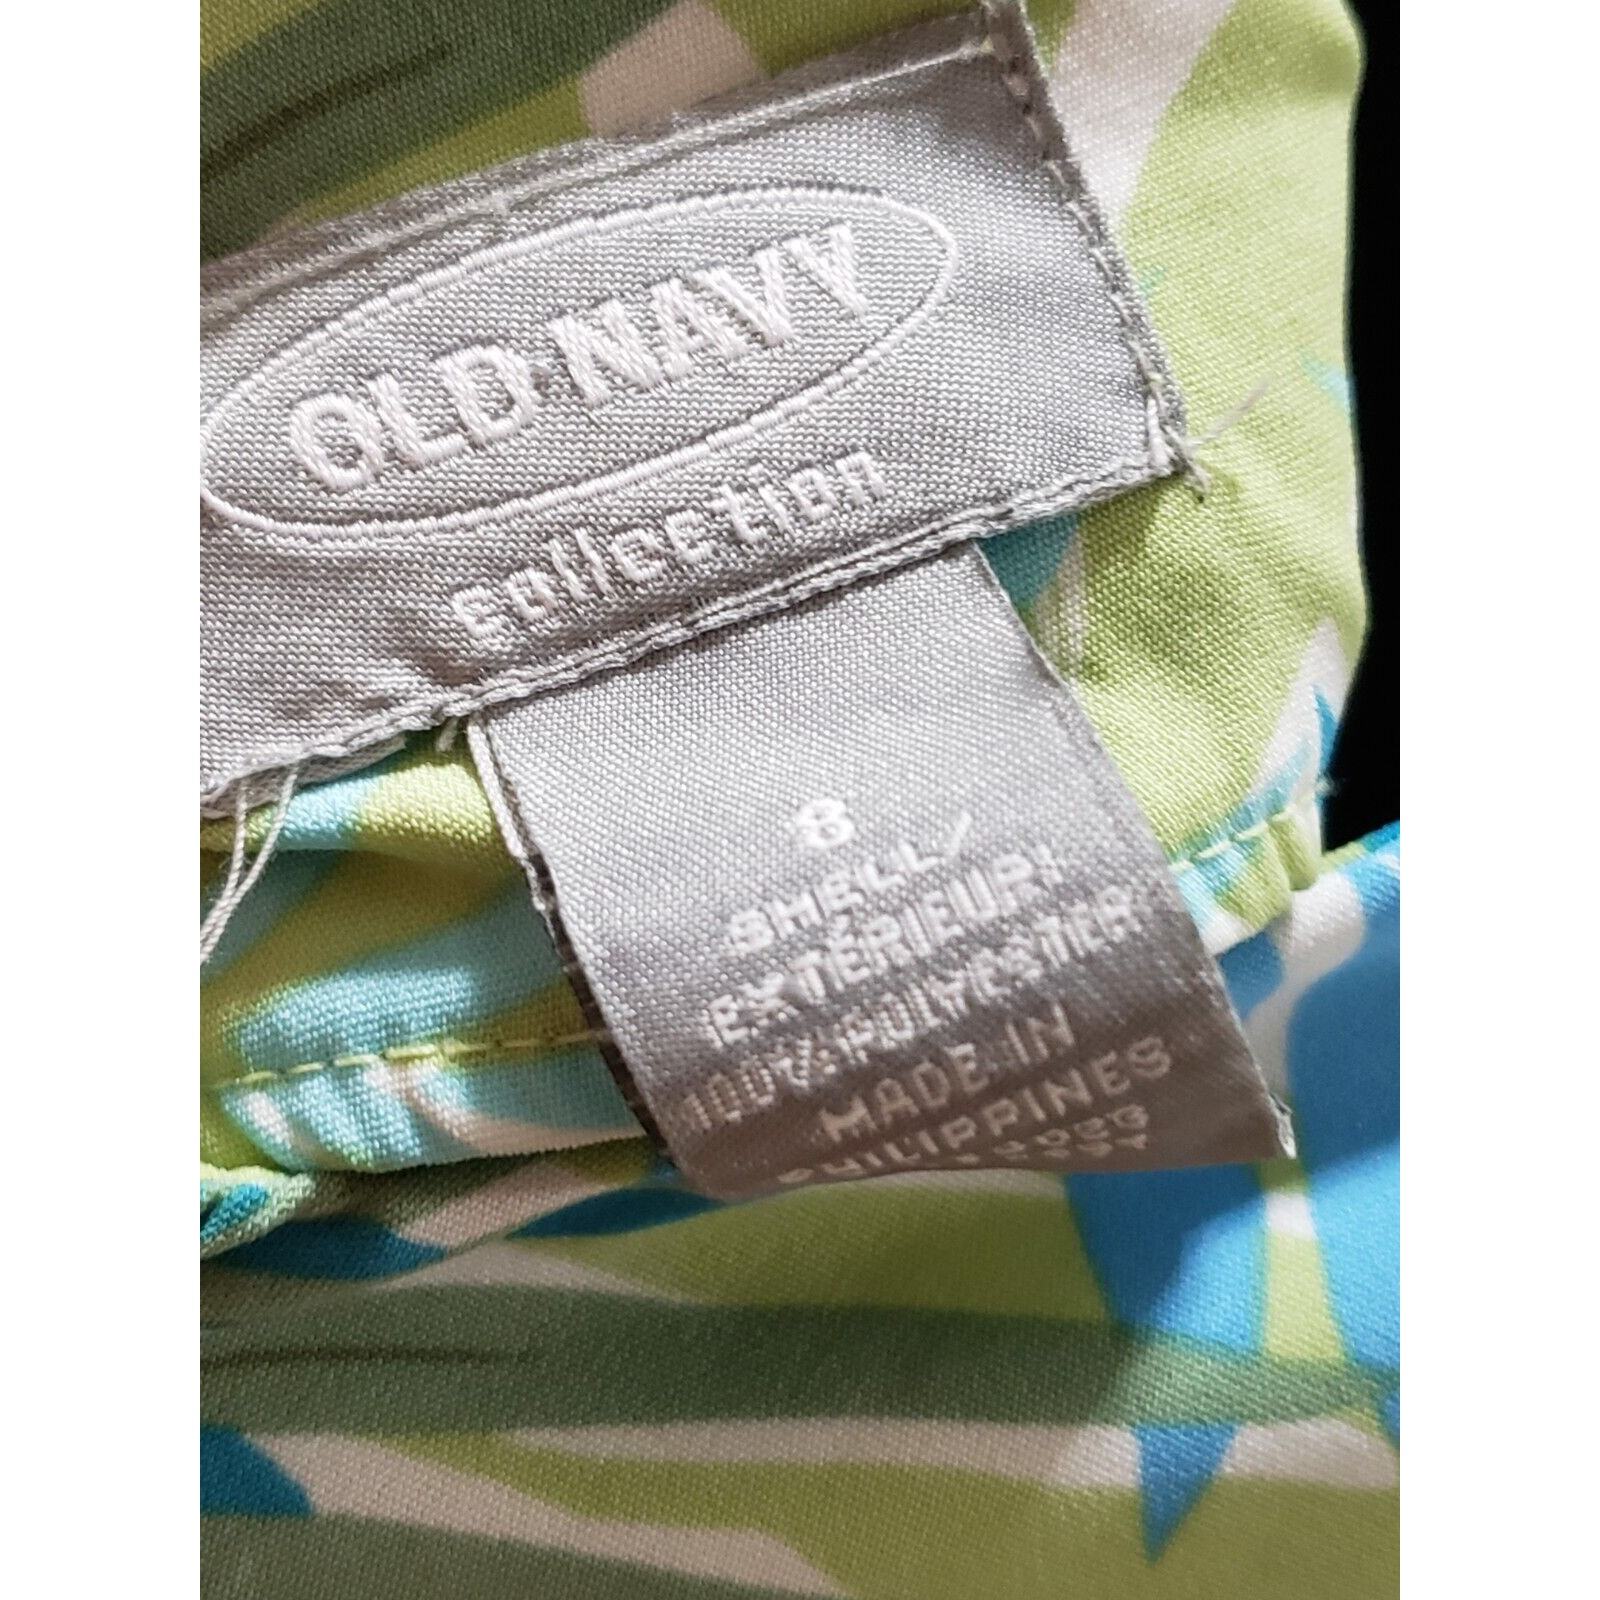 OLD NAVY
collection
8
SHELL/
EXTÉRIEUR:
100% POLYESTER
MADE IN
PHILIPPINES